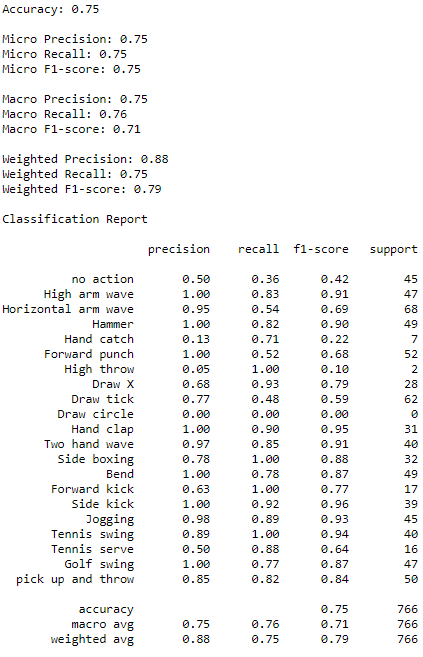 Accuracy: 0.75
Micro Precision: 0.75
Micro Recall: 0.75
Micro F1-score: 0.75
Macro Precision: 0.75
Macro Recall: 0.76
Macro F1-score: 0.71
Weighted Precision: 0.88
Weighted Recall: 0.75
Weighted F1-score: 0.79
Classification Report
precision recall f1-score support
no action 0.50 0.36 0.42 45
High arm wave 1.00 0.83 0.91 47
Horizontal arm wave 0.95 0.54 0.69 68
Hammer 1.00 0.82 0.90 49
Hand catch 0.13 0.71 0.22 7
Forward punch 1.00 0.52 0.68 52
High throw 0.05 1.00 0.10 2
Draw X 0.68 0.93 0.79 28
Draw tick 0.77 0.48 0.59 62
Draw circle 0.00 0.00 0.00 0
Hand clap 1.00 0.90 0.95 31
Two hand wave 0.97 0.85 0.91 40
Side boxing 0.78 1.00 0.88 32
Bend 1.00 0.78 0.87 49
Forward kick 0.63 1.00 0.77 17
Side kick 1.00 0.92 0.96 39
Jogging 0.98 0.89 0.93 45
Tennis swing 0.89 1.00 0.94 40
Tennis serve 0.50 0.88 0.64 16
Golf swing 1.00 0.77 0.87 47
pick up and throw 0.85 0.82 0.84 50
accuracy 0.75 766
macro avg 0.75 0.76 0.71 766
weighted avg 0.88 0.75 0.79 766